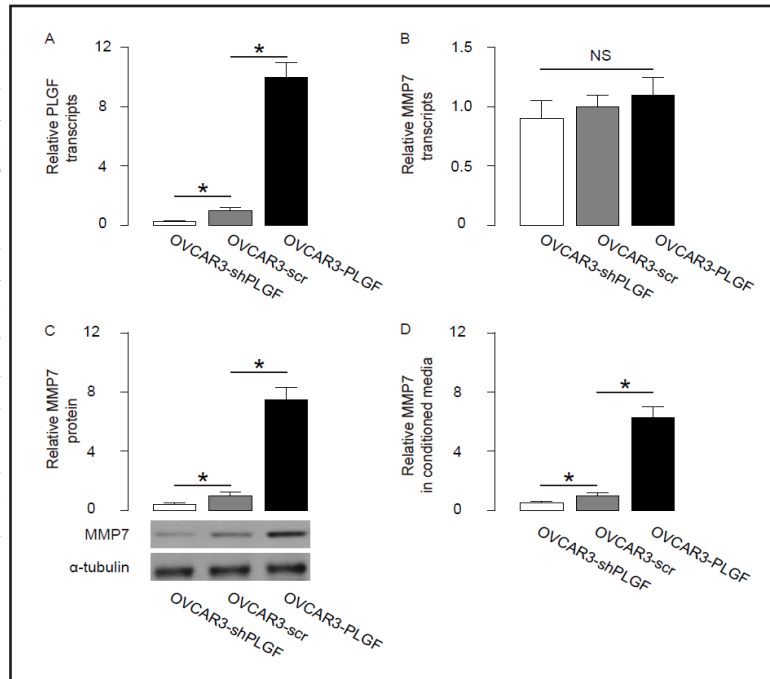 A
Relative PLGF
transcripts
12
8
4
0
*
*
OVCAR3-shPLGF
OVCAR3-scr
OVCAR3-PLGF
B
Relative MMP7
transcripts
1.5
1.0
0.5
0
NS
OVCAR3-shPLGF
OVCAR3-scr
OVCAR3-PLGF
C
Relative MMP7
protein
12
8
4
0
*
*
MMP7
α-tubulin
OVCAR3-shPLGF
OVCAR3-scr
OVCAR3-PLGF
D
Relative MMP7
in conditioned media
12
8
4
0
*
*
OVCAR3-shPLGF
OVCAR3-scr
OVCAR3-PLGF